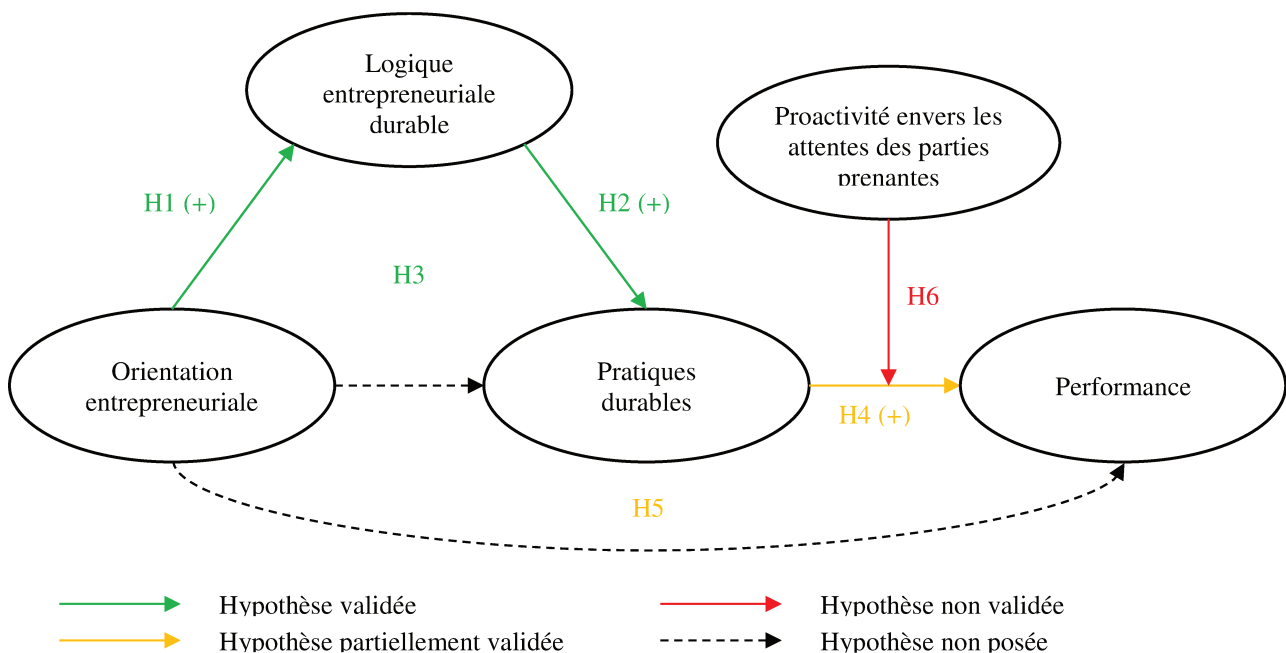 Logique
entrepreneuriale
durable
Proactivité envers les
attentes des parties
prenantes
H1 (+)
H2 (+)
H3
H6
Orientation
entrepreneuriale
Pratiques
durables
Performance
H4 (+)
H5
Hypothèse validée
Hypothèse non validée
Hypothèse partiellement validée
Hypothèse non posée